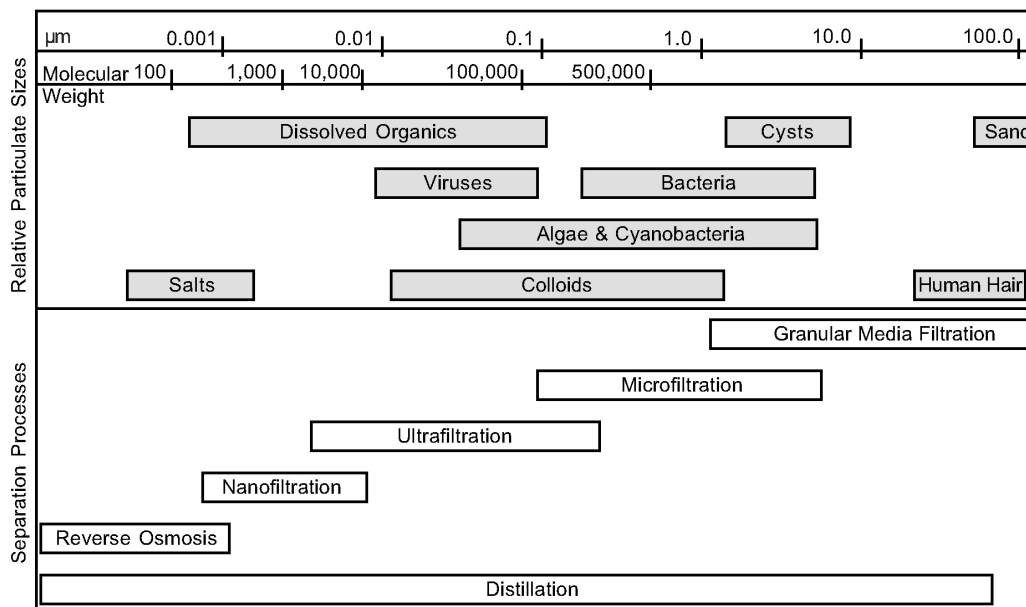 µm 0.001 0.01 0.1 1.0 10.0 100.0
Molecular 100 1,000 10,000 100,000 500,000
Weight
Relative Particulate Sizes
Dissolved Organics Cysts Sand
Viruses Bacteria
Algae & Cyanobacteria
Salts Colloids Human Hair
Separation Processes
Granular Media Filtration
Microfiltration
Ultrafiltration
Nanofiltration
Reverse Osmosis
Distillation